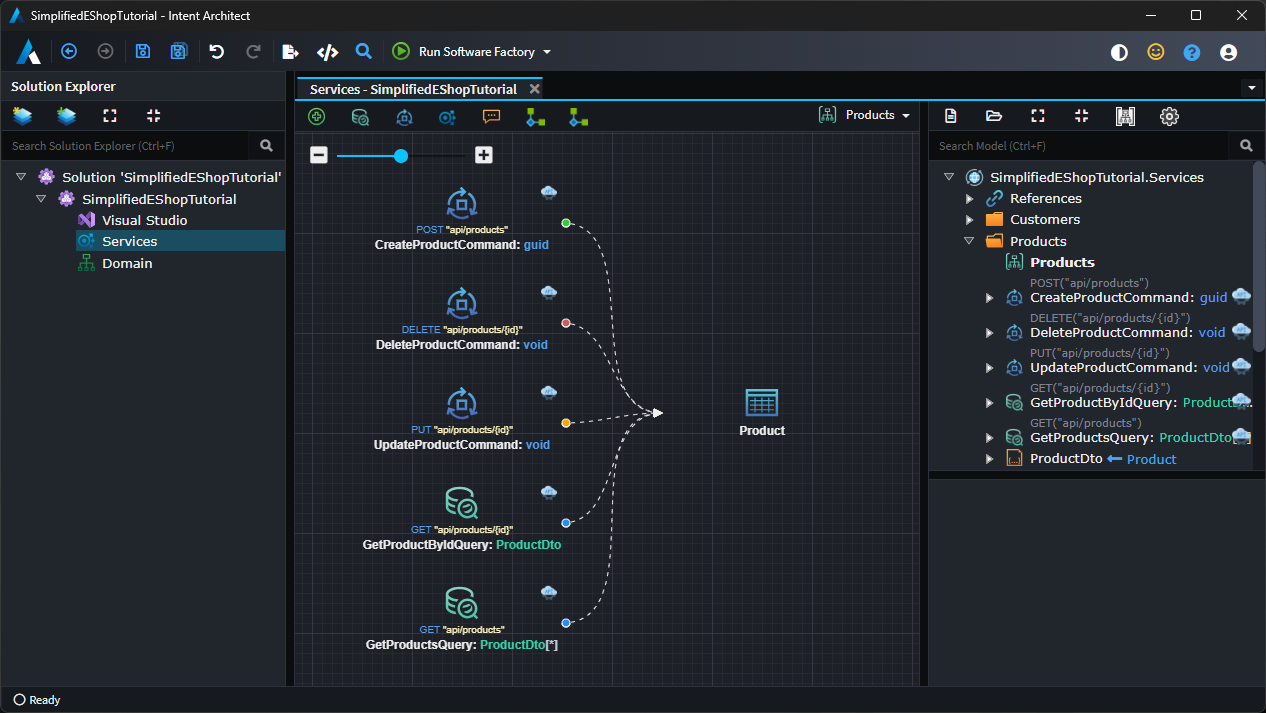 SimplifiedEShopTutorial - Intent Architect
Run Software Factory
Solution Explorer
Search Solution Explorer (Ctrl+F)
Solution 'SimplifiedEShopTutorial'
SimplifiedEShopTutorial
Visual Studio
Services
Domain
Services - SimplifiedEShopTutorial
Products
POST "api/products"
CreateProductCommand: guid
DELETE "api/products/{id}"
DeleteProductCommand: void
PUT "api/products/{id}"
UpdateProductCommand: void
GET "api/products/{id}"
GetProductByIdQuery: ProductDto
GET "api/products"
GetProductsQuery: ProductDto[*]
Product
Search Model (Ctrl+F)
SimplifiedEShopTutorial.Services
References
Customers
Products
Products
POST("api/products")
CreateProductCommand: guid
DELETE("api/products/{id}")
DeleteProductCommand: void
PUT("api/products/{id}")
UpdateProductCommand: void
GET("api/products/{id}")
GetProductByIdQuery: Product...
GET("api/products")
GetProductsQuery: ProductDto[*]
ProductDto Product
Ready